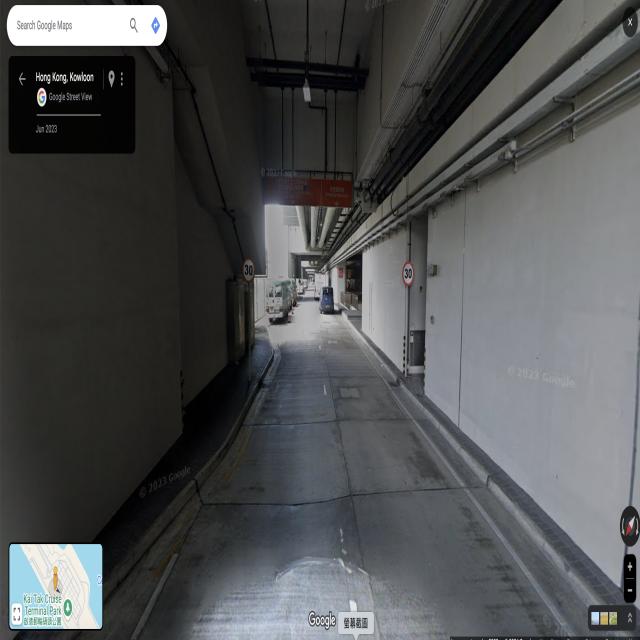 Search Google Maps
Hong Kong, Kowloon
Google Street View
Jun 2023
30
30
© 2023 Google
© 2023 Google
Kai Tak Cruise
Terminal Park
啟德郵輪碼頭公園
Google
螢幕截圖